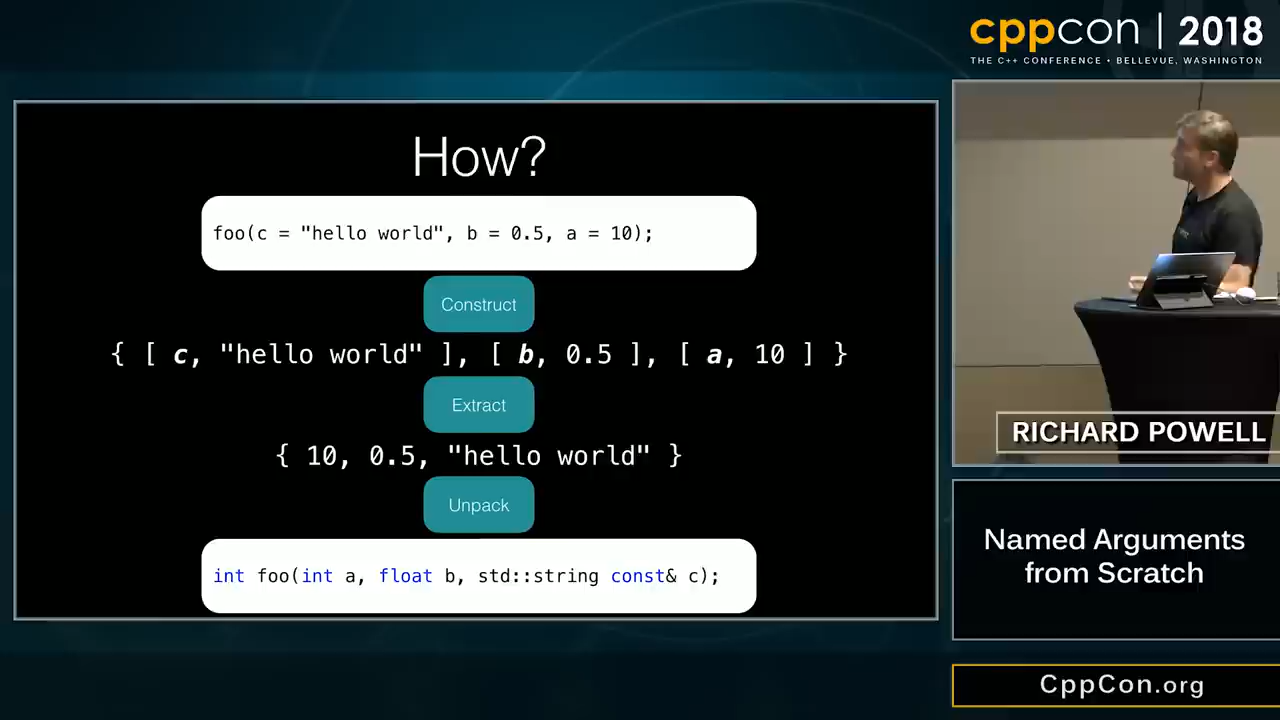 cppcon | 2018
THE C++ CONFERENCE • BELLEVUE, WASHINGTON
How?
foo(c = "hello world", b = 0.5, a = 10);
Construct
{ [ c, "hello world" ], [ b, 0.5 ], [ a, 10 ] }
Extract
{ 10, 0.5, "hello world" }
Unpack
int foo(int a, float b, std::string const& c);
RICHARD POWELL
Named Arguments
from Scratch
CppCon.org